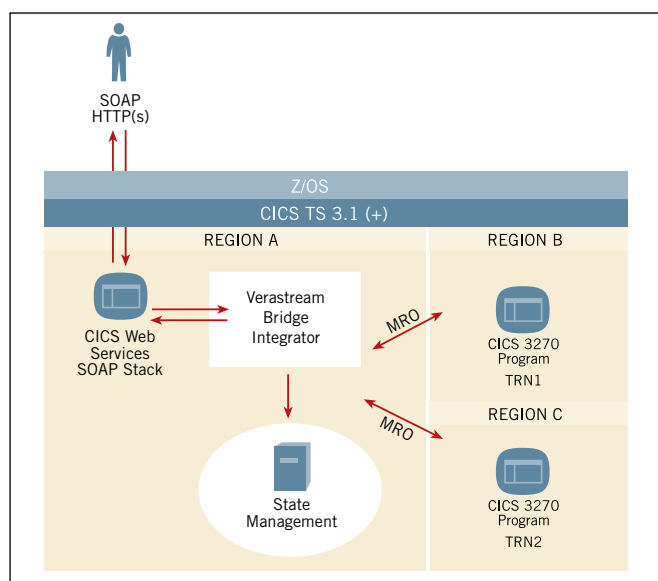 SOAP
HTTP(s)
Z/OS
CICS TS 3.1 (+)
REGION A
REGION B
CICS Web
Services
SOAP Stack
Verastream
Bridge
Integrator
MRO
CICS 3270
Program
TRN1
REGION C
MRO
State
Management
CICS 3270
Program
TRN2